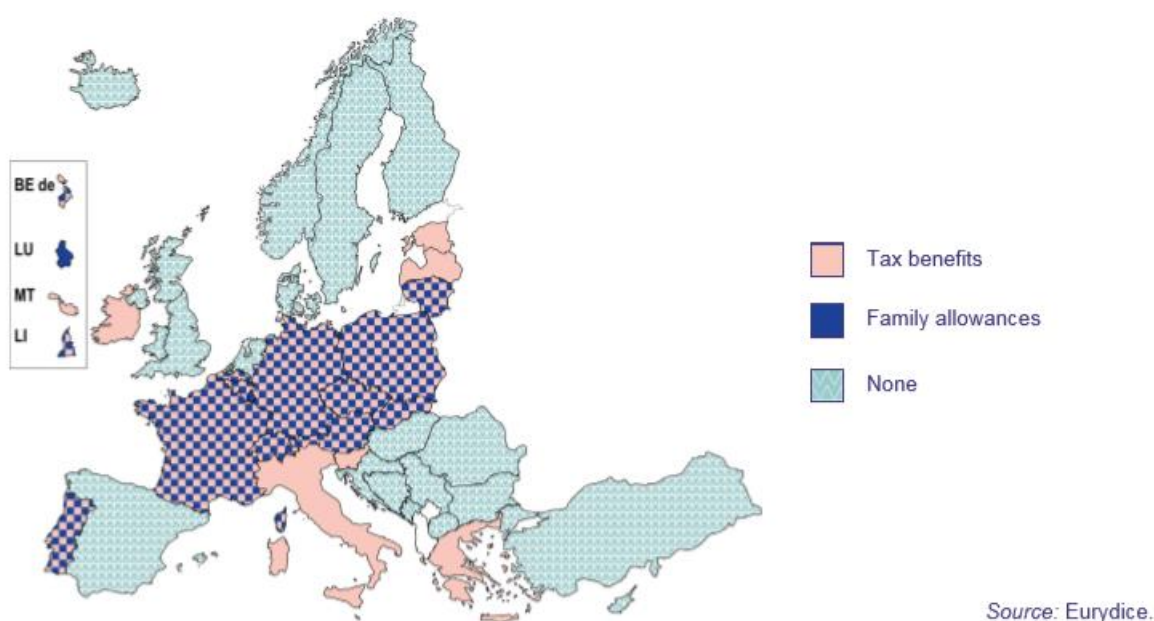 BE de
LU
MT
LI
Tax benefits
Family allowances
None
Source: Eurydice.